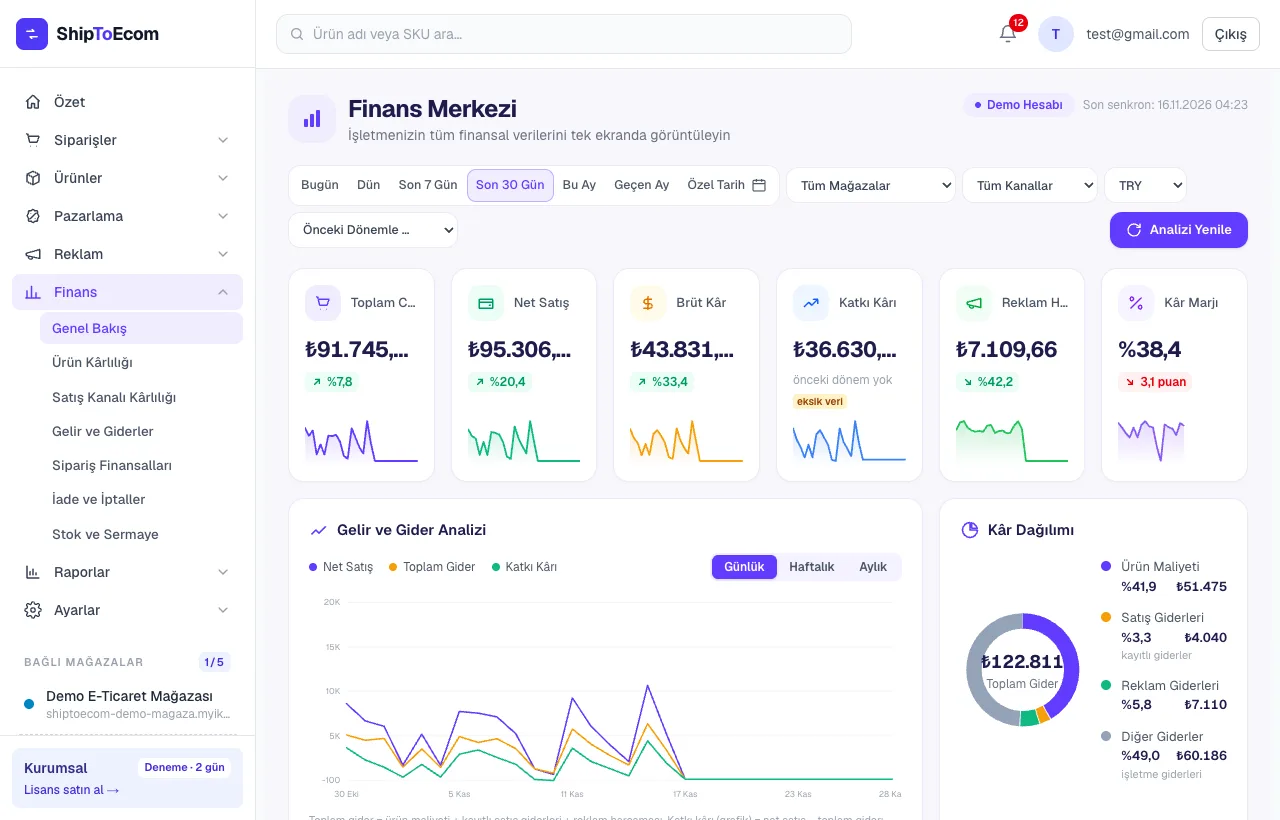 ShipToEcom
Ürün adı veya SKU ara...
12
T
test@gmail.com
Çıkış
Özet
Siparişler
Ürünler
Pazarlama
Reklam
Finans
Genel Bakış
Ürün Kârlılığı
Satış Kanalı Kârlılığı
Gelir ve Giderler
Sipariş Finansalları
İade ve İptaller
Stok ve Sermaye
Raporlar
Ayarlar
BAĞLI MAĞAZALAR
1/5
Demo E-Ticaret Mağazası
shiptoecom-demo-magaza.myik...
Kurumsal
Deneme · 2 gün
Lisans satın al →
Finans Merkezi
İşletmenizin tüm finansal verilerini tek ekranda görüntüleyin
Demo Hesabı
Son senkron: 16.11.2026 04:23
Bugün
Dün
Son 7 Gün
Son 30 Gün
Bu Ay
Geçen Ay
Özel Tarih
Tüm Mağazalar
Tüm Kanallar
TRY
Önceki Dönemle ...
Analizi Yenile
Toplam C...
₺91.745,...
%7,8
Net Satış
₺95.306,...
%20,4
Brüt Kâr
₺43.831,...
%33,4
Katkı Kârı
₺36.630,...
önceki dönem yok
eksik veri
Reklam H...
₺7.109,66
%42,2
Kâr Marjı
%38,4
3,1 puan
Gelir ve Gider Analizi
Net Satış
Toplam Gider
Katkı Kârı
Günlük
Haftalık
Aylık
20K
15K
10K
5K
-100
30 Eki
5 Kas
11 Kas
17 Kas
23 Kas
28 Ka
Kâr Dağılımı
₺122.811
Toplam Gider
Ürün Maliyeti
%41,9 ₺51.475
Satış Giderleri
%3,3 ₺4.040
kayıtlı giderler
Reklam Giderleri
%5,8 ₺7.110
Diğer Giderler
%49,0 ₺60.186
işletme giderleri